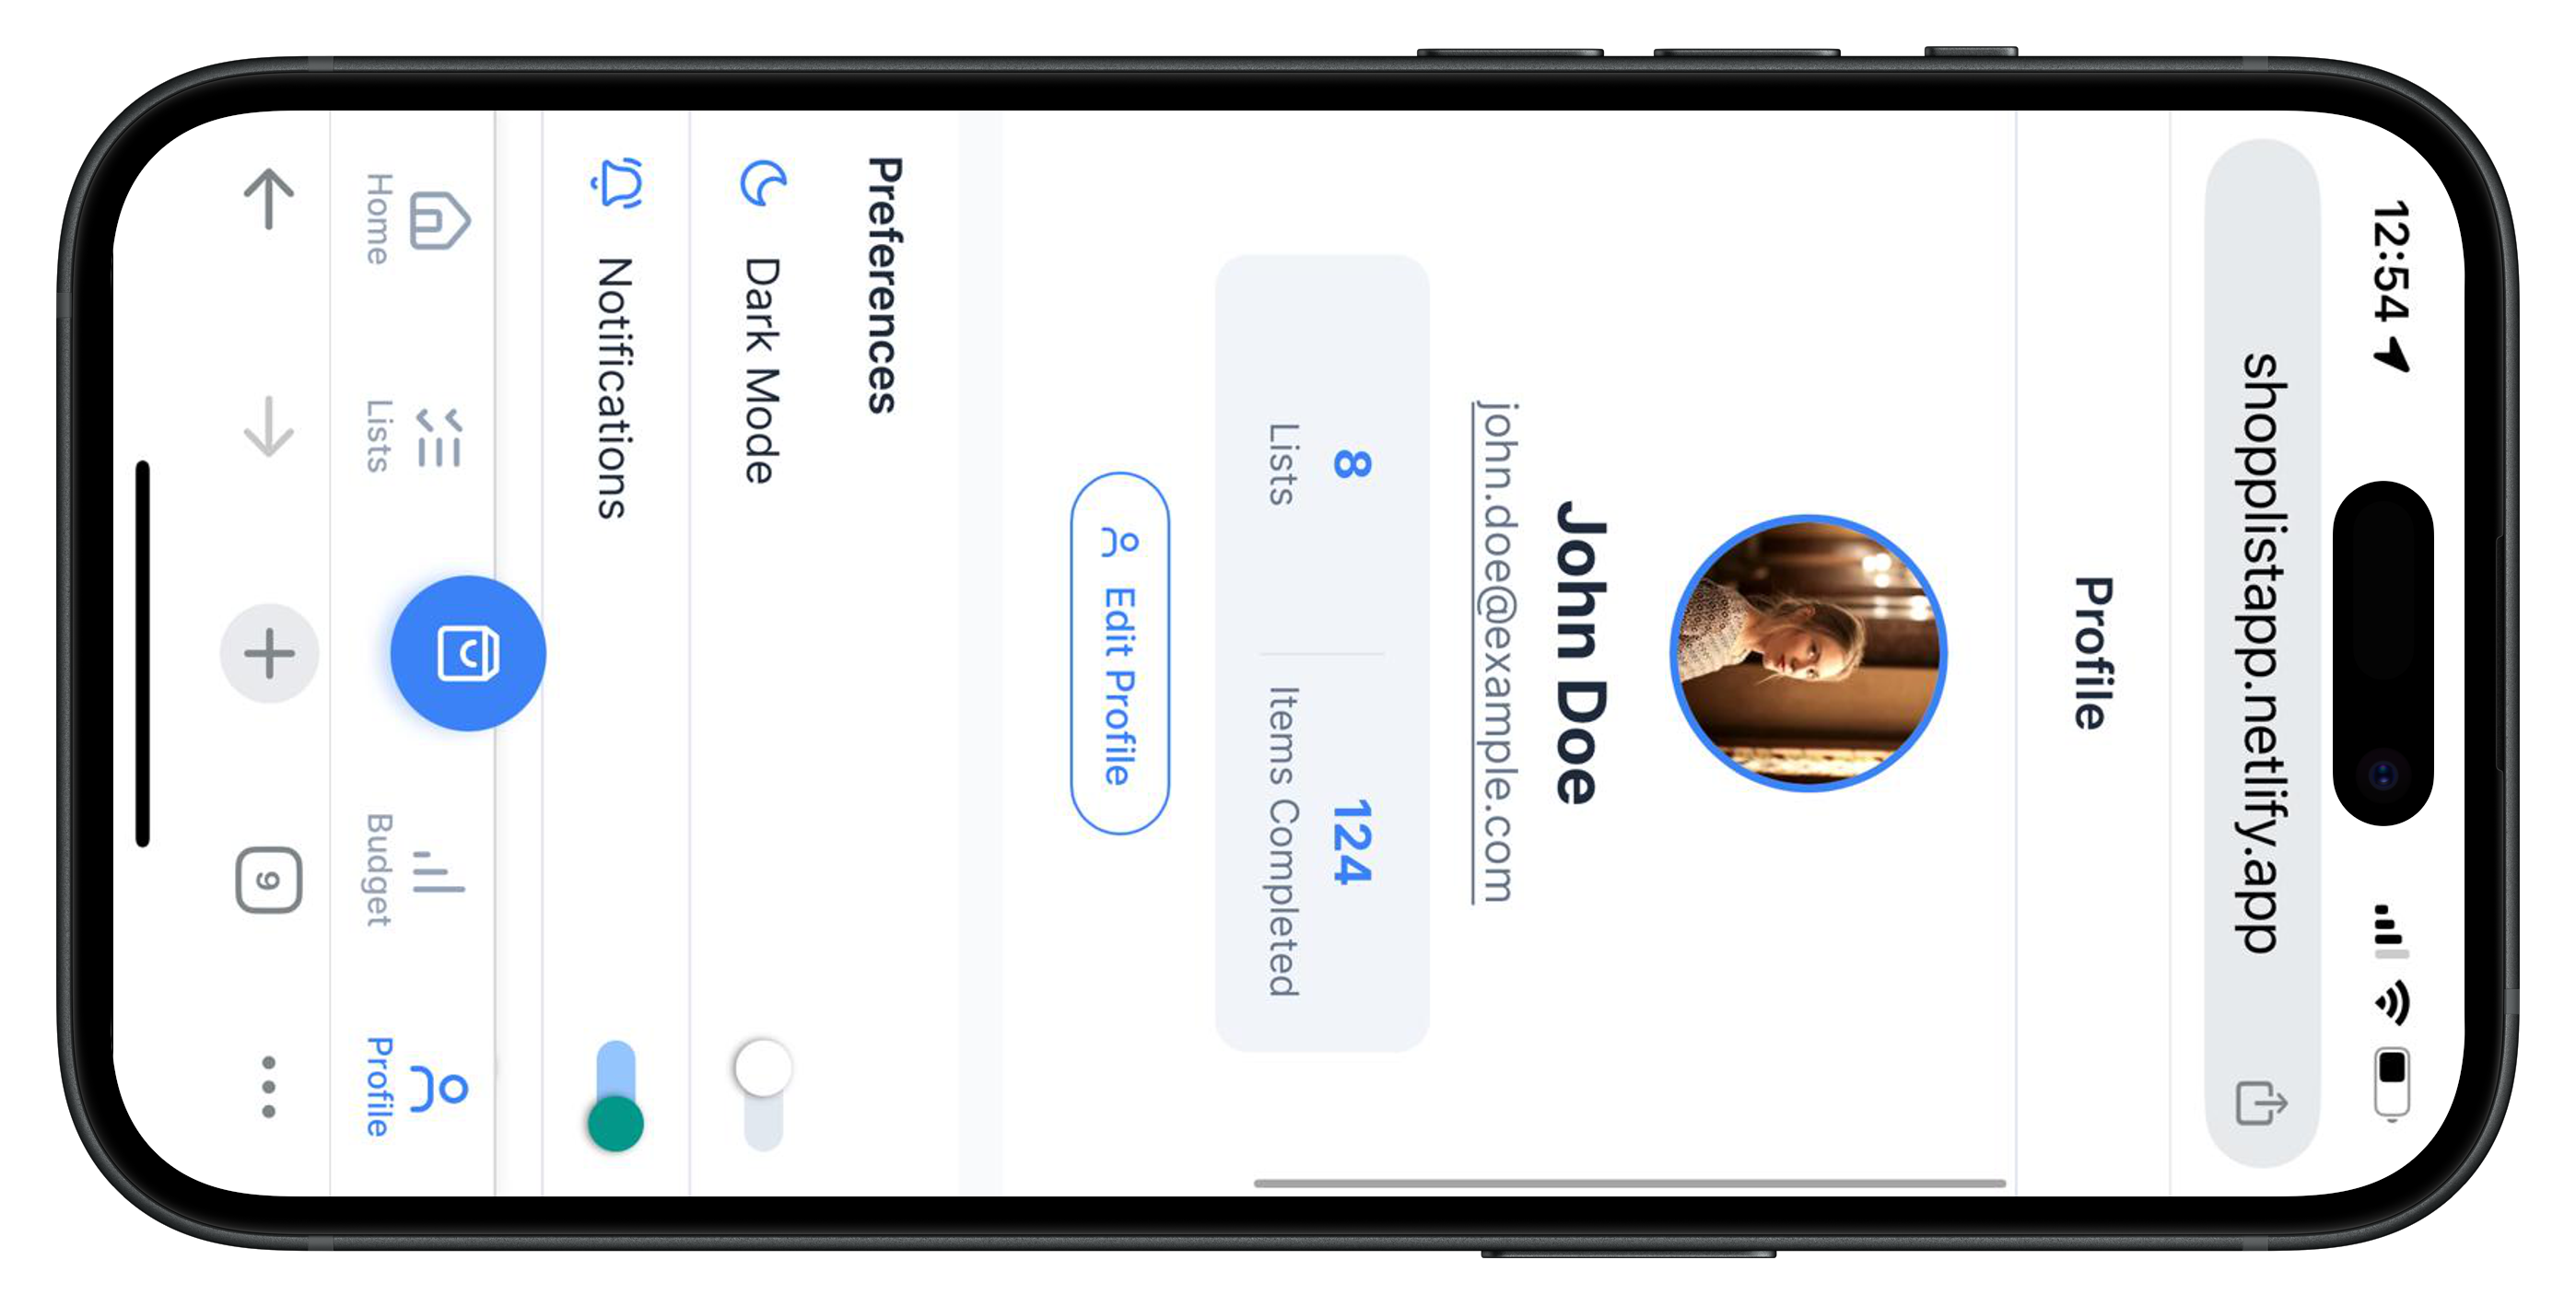 12:54
shopplistapp.netlify.app
Profile
John Doe
john.doe@example.com
8
Lists
124
Items Completed
Edit Profile
Preferences
Dark Mode
Notifications
Home
Lists
Budget
Profile
9